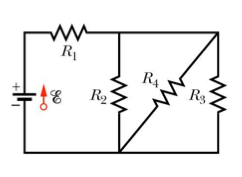 R₁
+
−
ℰ
R₂
R₄
R₃